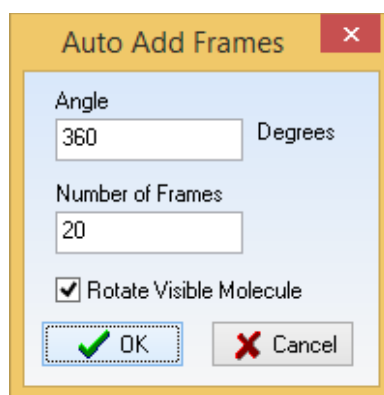 Auto Add Frames
Angle
360 Degrees
Number of Frames
20
Rotate Visible Molecule
OK Cancel